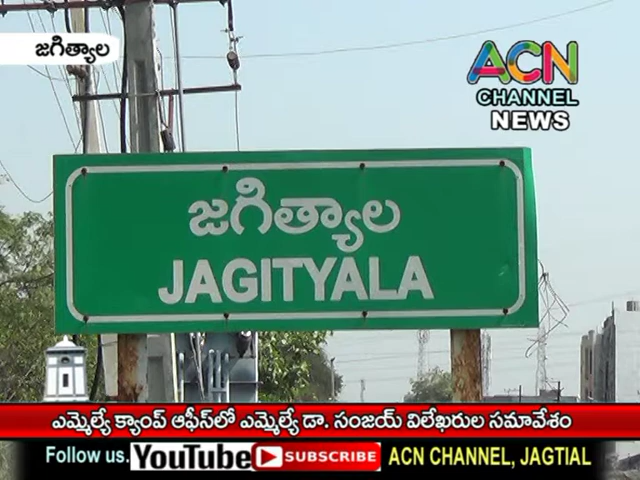 జగిత్యాల
ACN
CHANNEL
NEWS
జగిత్యాల
JAGITYALA
ఎమ్మెల్యే క్యాంప్ ఆఫీస్‌లో ఎమ్మెల్యే డా. సంజయ్ విలేఖరుల సమావేశం
Follow us. YouTube SUBSCRIBE ACN CHANNEL, JAGTIAL